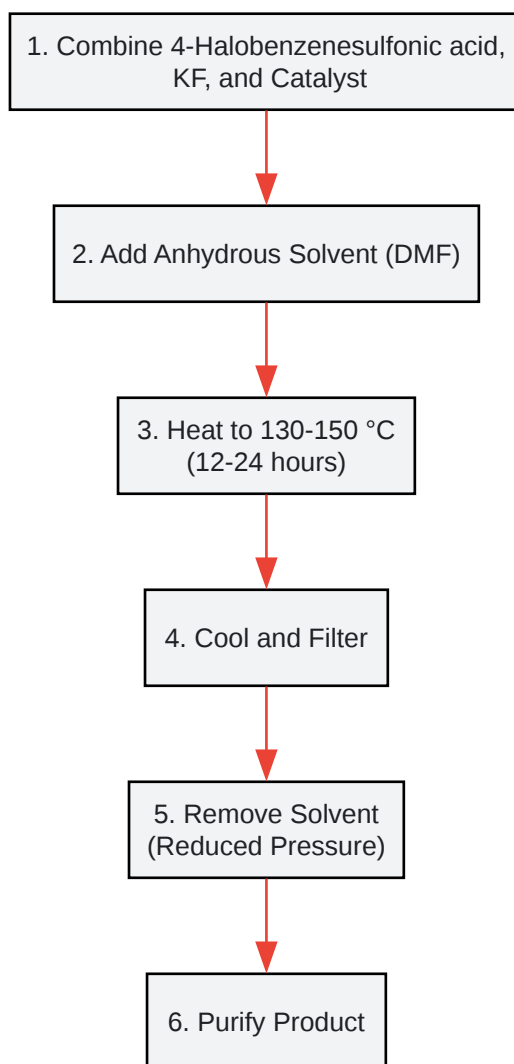 1. Combine 4-Halobenzenesulfonic acid,
KF, and Catalyst
2. Add Anhydrous Solvent (DMF)
3. Heat to 130-150 °C
(12-24 hours)
4. Cool and Filter
5. Remove Solvent
(Reduced Pressure)
6. Purify Product